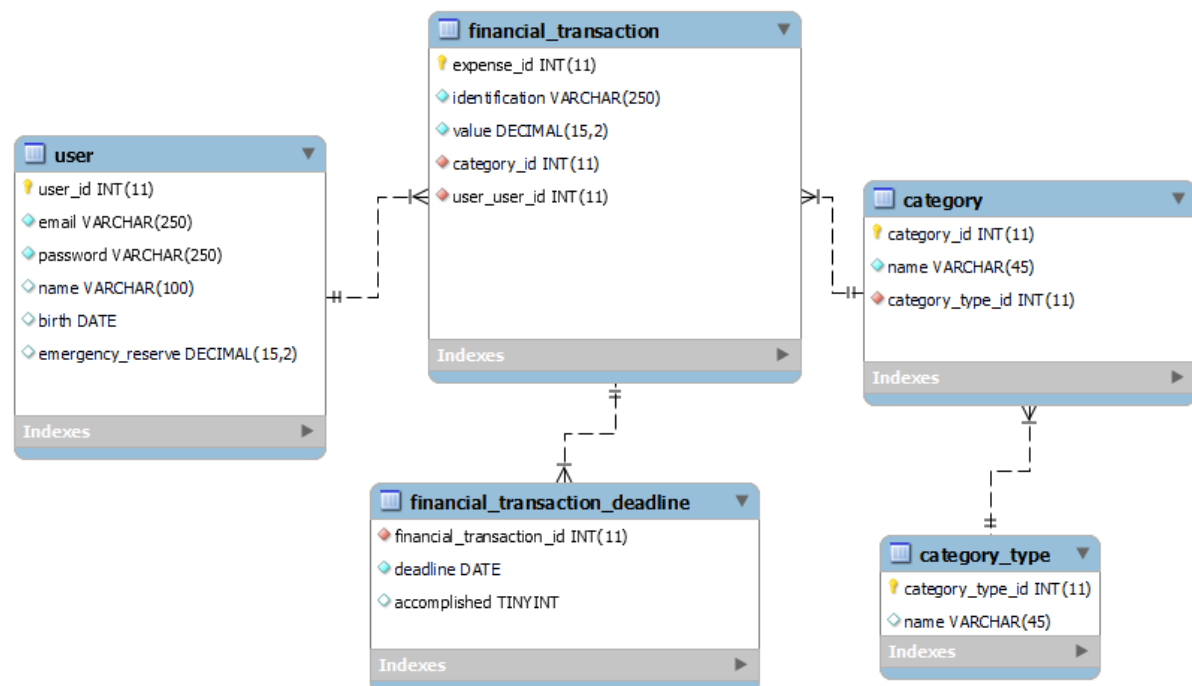 financial_transaction
expense_id INT(11)
identification VARCHAR(250)
value DECIMAL(15,2)
category_id INT(11)
user_user_id INT(11)
Indexes
user
user_id INT(11)
email VARCHAR(250)
password VARCHAR(250)
name VARCHAR(100)
birth DATE
emergency_reserve DECIMAL(15,2)
Indexes
category
category_id INT(11)
name VARCHAR(45)
category_type_id INT(11)
Indexes
financial_transaction_deadline
financial_transaction_id INT(11)
deadline DATE
accomplished TINYINT
Indexes
category_type
category_type_id INT(11)
name VARCHAR(45)
Indexes